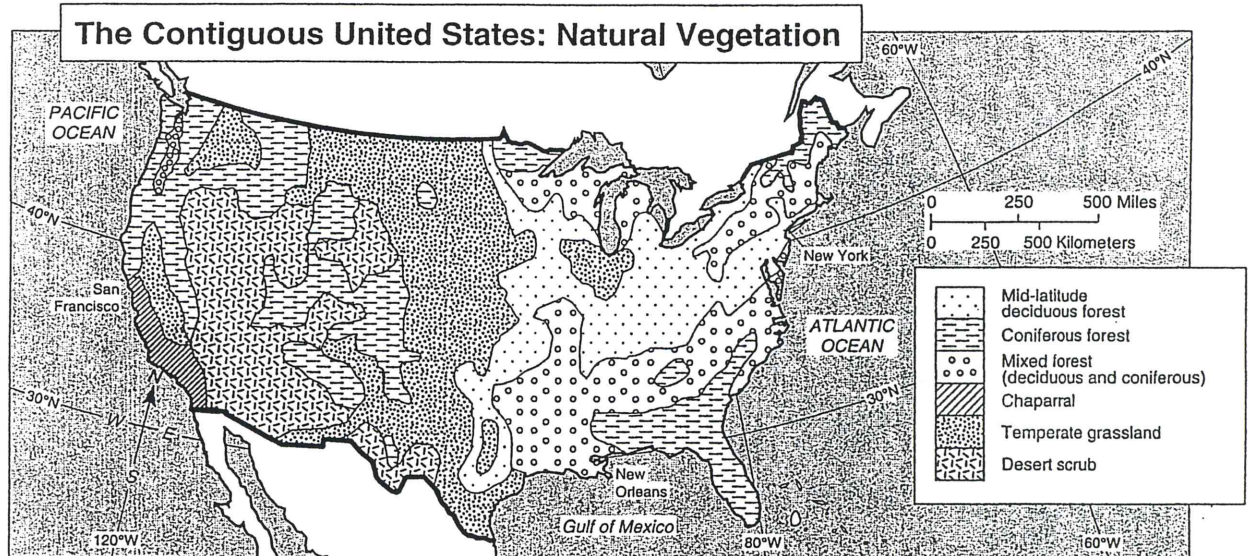 The Contiguous United States: Natural Vegetation
60°W
40°N
PACIFIC
OCEAN
40°N
0 250 500 Miles
0 250 500 Kilometers
New York
San
Francisco
ATLANTIC
OCEAN
Mid-latitude
deciduous forest
Coniferous forest
Mixed forest
(deciduous and coniferous)
Chaparral
Temperate grassland
Desert scrub
30°N
30°N
N
W
E
S
New
Orleans
Gulf of Mexico
120°W
80°W
60°W